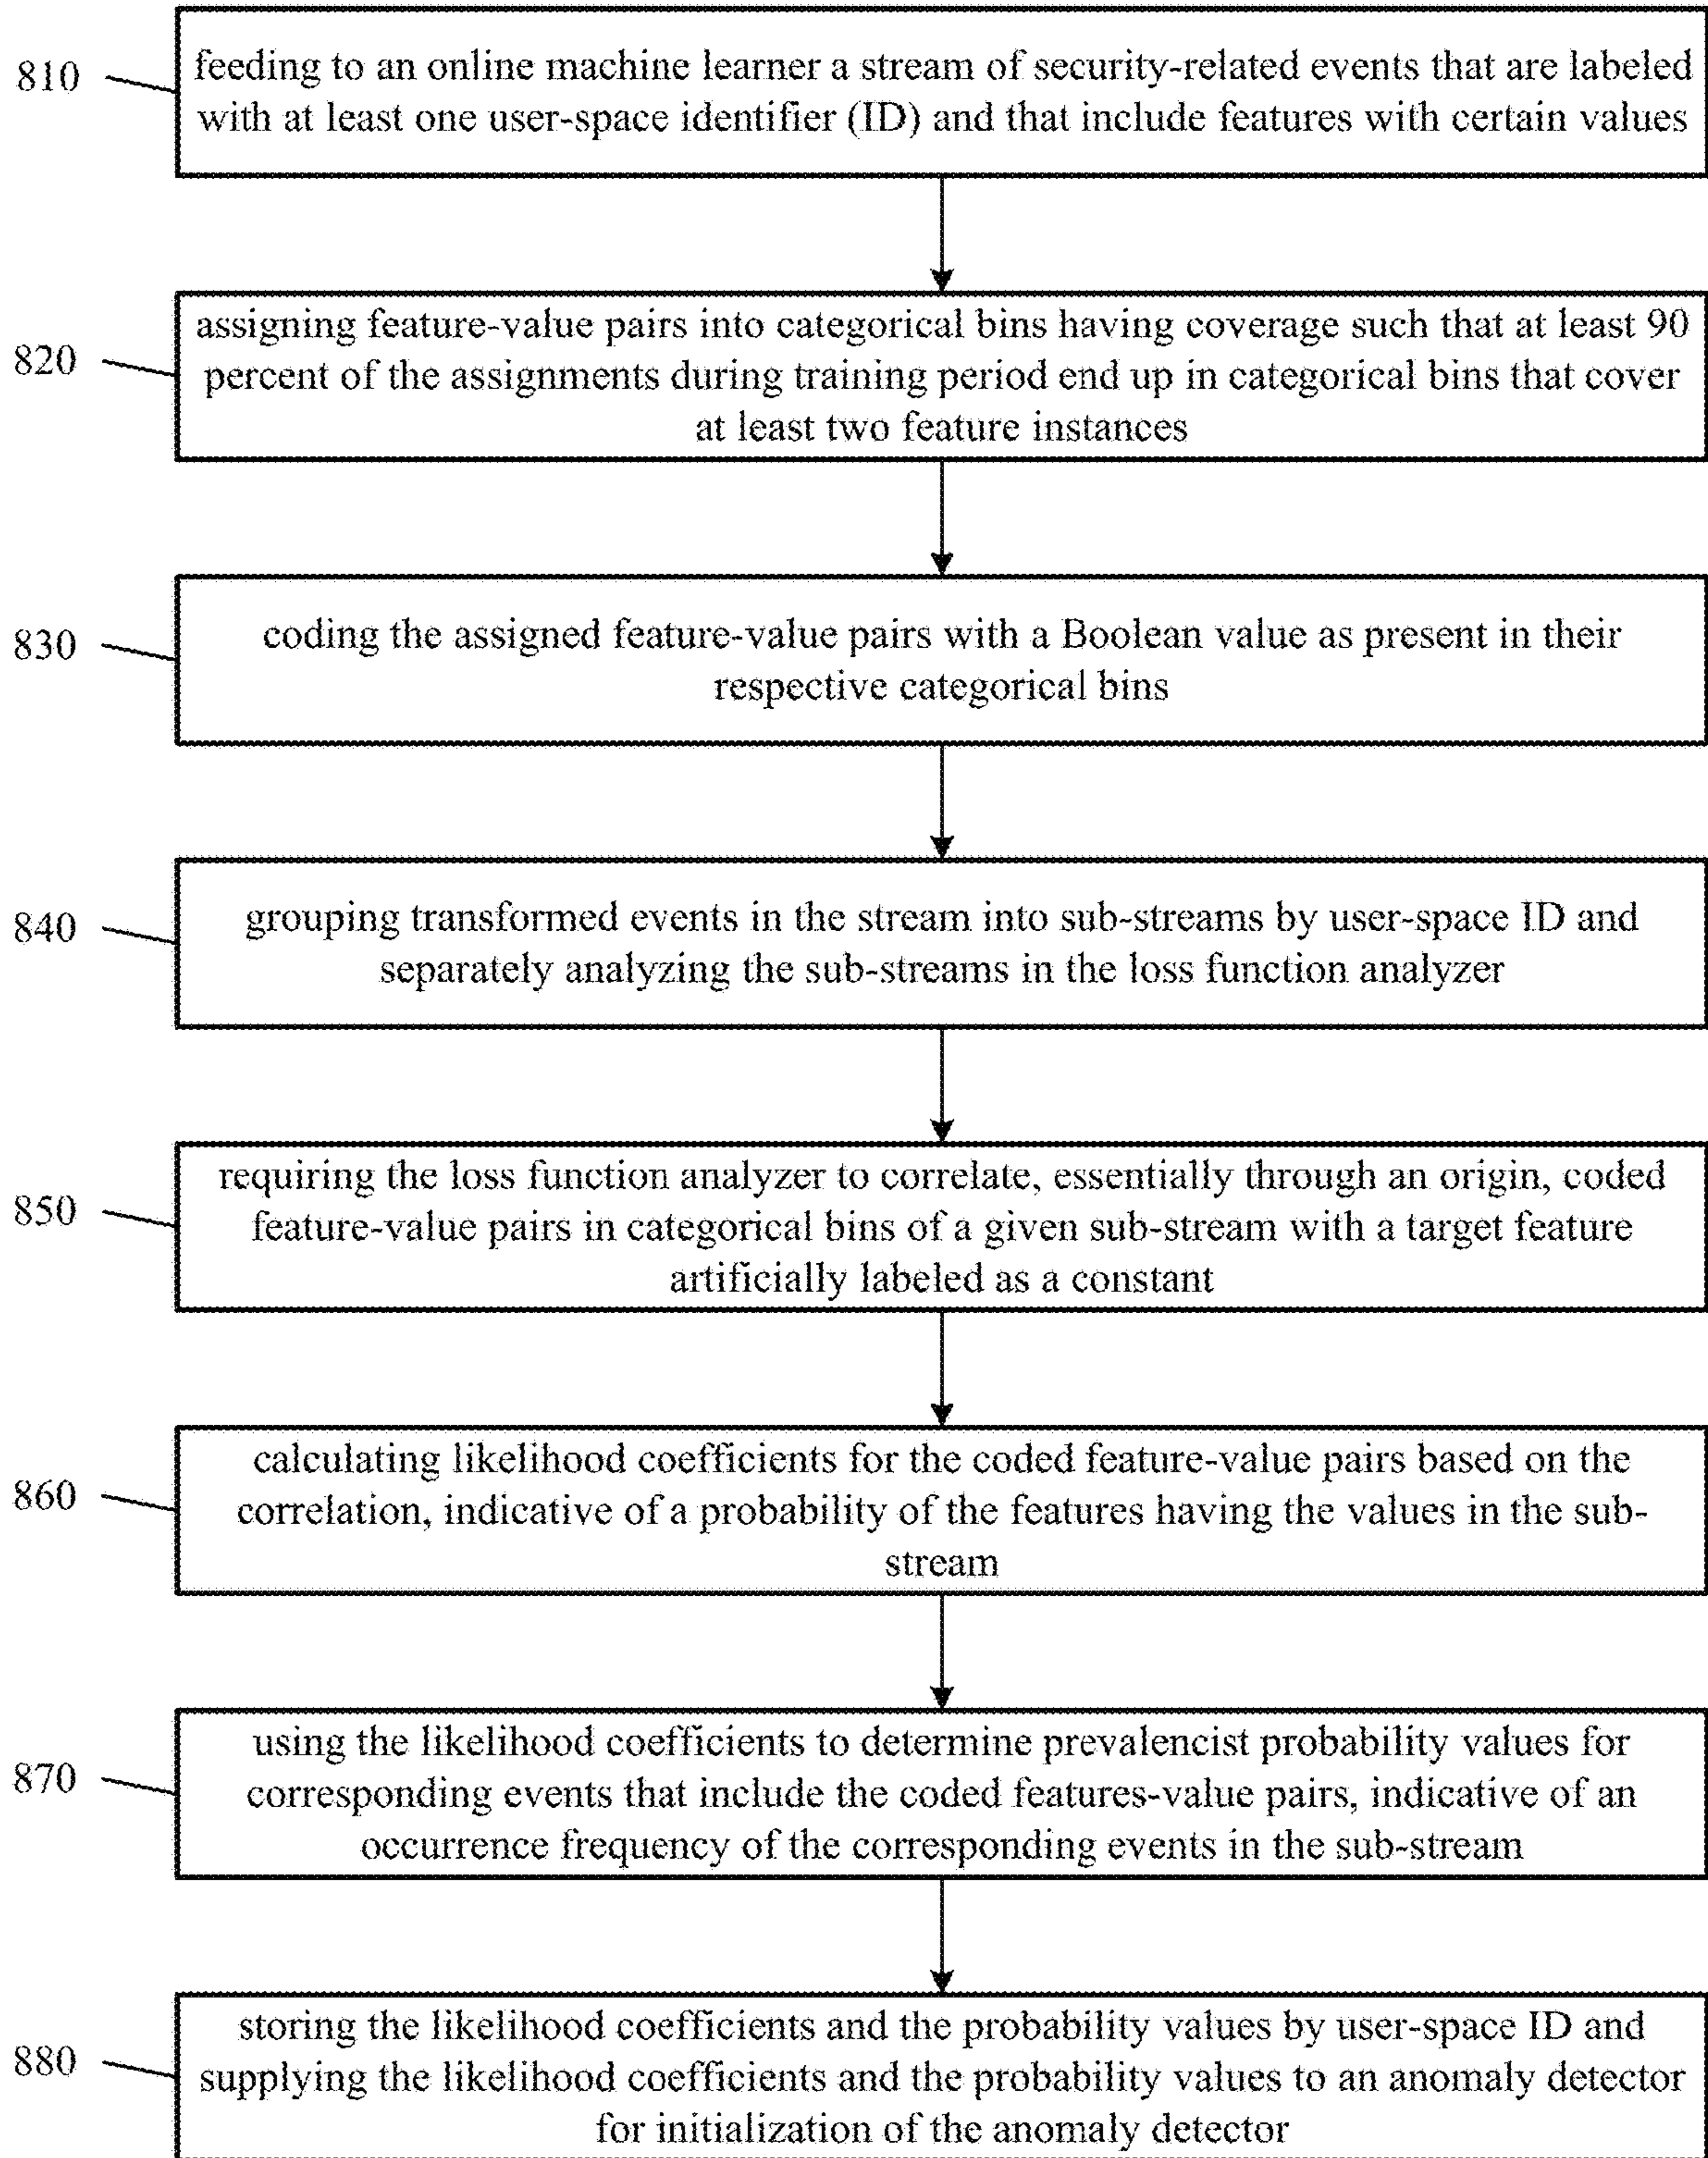 810
feeding to an online machine learner a stream of security-related events that are labeled
with at least one user-space identifier (ID) and that include features with certain values
820
assigning feature-value pairs into categorical bins having coverage such that at least 90
percent of the assignments during training period end up in categorical bins that cover
at least two feature instances
830
coding the assigned feature-value pairs with a Boolean value as present in their
respective categorical bins
840
grouping transformed events in the stream into sub-streams by user-space ID and
separately analyzing the sub-streams in the loss function analyzer
850
requiring the loss function analyzer to correlate, essentially through an origin, coded
feature-value pairs in categorical bins of a given sub-stream with a target feature
artificially labeled as a constant
860
calculating likelihood coefficients for the coded feature-value pairs based on the
correlation, indicative of a probability of the features having the values in the sub-
stream
870
using the likelihood coefficients to determine prevalencist probability values for
corresponding events that include the coded features-value pairs, indicative of an
occurrence frequency of the corresponding events in the sub-stream
880
storing the likelihood coefficients and the probability values by user-space ID and
supplying the likelihood coefficients and the probability values to an anomaly detector
for initialization of the anomaly detector